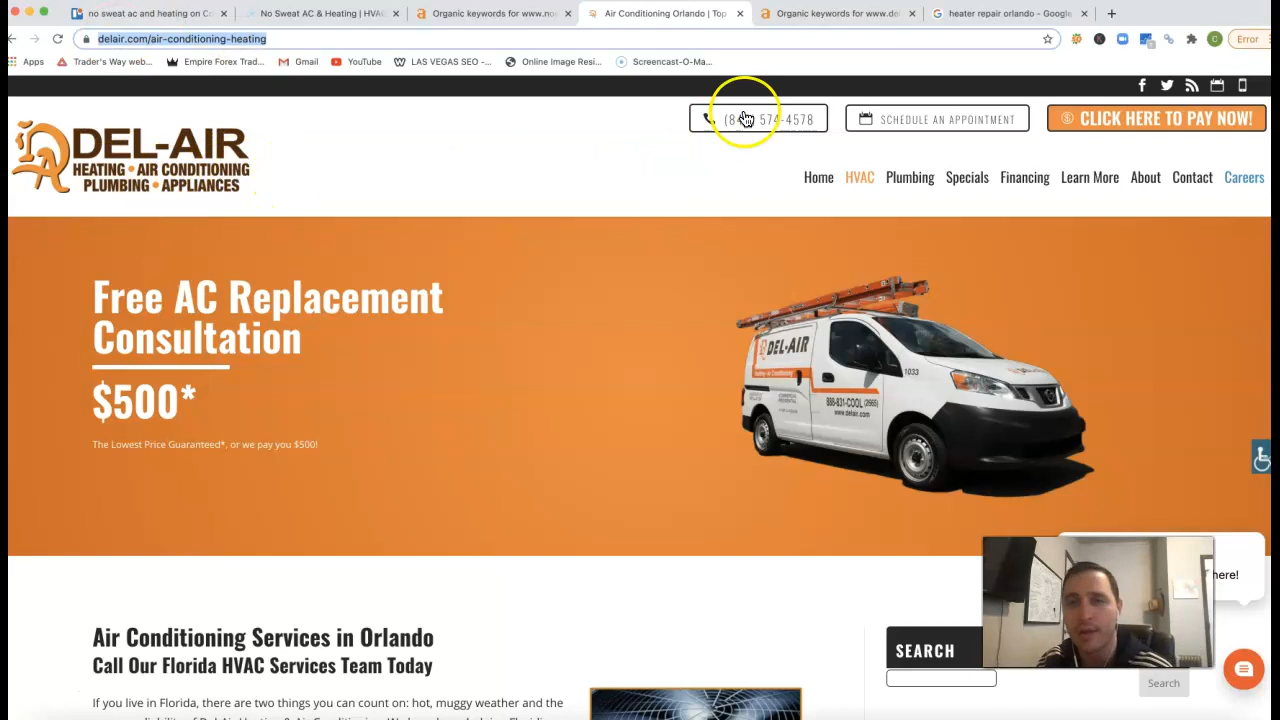 no sweat ac and heating on Ca
No Sweat AC & Heating | HVAC
Organic keywords for www.no
Air Conditioning Orlando | Top
Organic keywords for www.del
heater repair orlando - Google
delair.com/air-conditioning-heating
Error
Apps
Trader's Way web...
Empire Forex Trad...
Gmail
YouTube
LAS VEGAS SEO -...
Online Image Resi...
Screencast-O-Ma...
574-4578
SCHEDULE AN APPOINTMENT
CLICK HERE TO PAY NOW!
DEL-AIR
HEATING • AIR CONDITIONING
PLUMBING • APPLIANCES
Home
HVAC
Plumbing
Specials
Financing
Learn More
About
Contact
Careers
Free AC Replacement
Consultation
$500*
The Lowest Price Guaranteed*, or we pay you $500!
DEL-AIR
1033
888-831-COOL (2665)
www.delair.com
here!
Air Conditioning Services in Orlando
Call Our Florida HVAC Services Team Today
If you live in Florida, there are two things you can count on: hot, muggy weather and the
SEARCH
Search